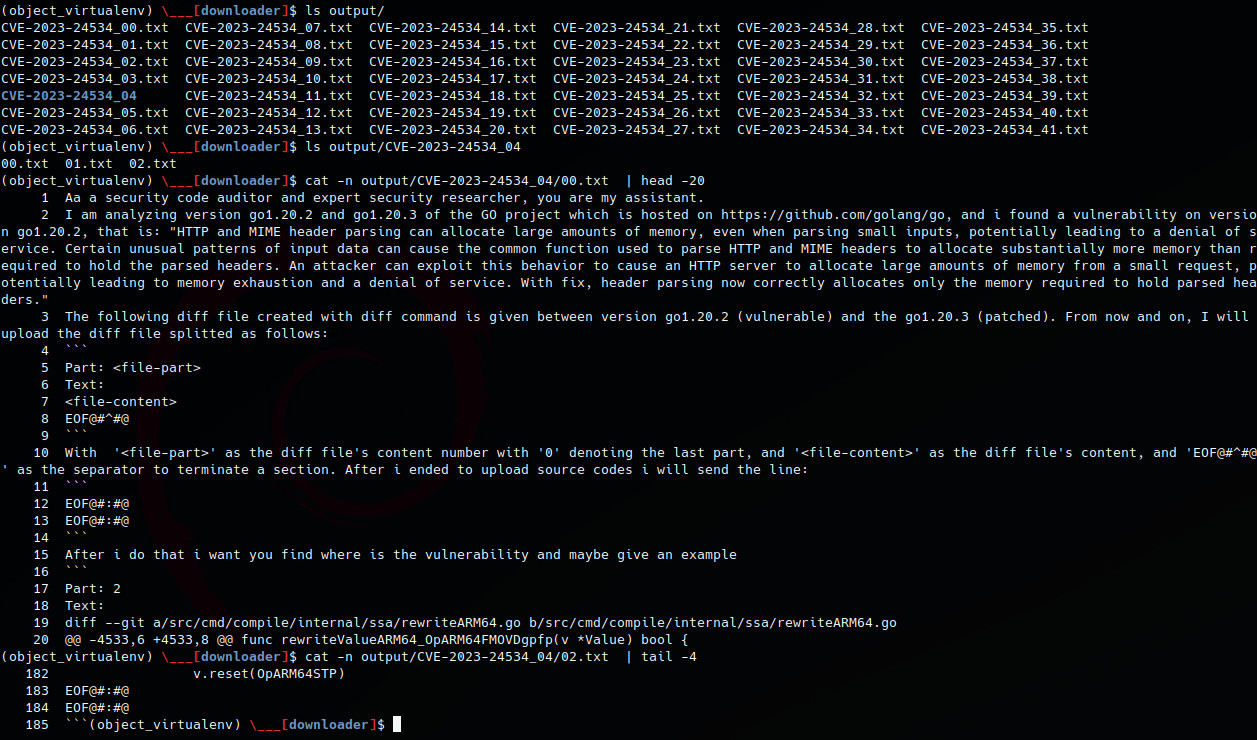 (object_virtualenv) \___[downloader]$ ls output/
CVE-2023-24534_00.txt  CVE-2023-24534_07.txt  CVE-2023-24534_14.txt  CVE-2023-24534_21.txt  CVE-2023-24534_28.txt  CVE-2023-24534_35.txt
CVE-2023-24534_01.txt  CVE-2023-24534_08.txt  CVE-2023-24534_15.txt  CVE-2023-24534_22.txt  CVE-2023-24534_29.txt  CVE-2023-24534_36.txt
CVE-2023-24534_02.txt  CVE-2023-24534_09.txt  CVE-2023-24534_16.txt  CVE-2023-24534_23.txt  CVE-2023-24534_30.txt  CVE-2023-24534_37.txt
CVE-2023-24534_03.txt  CVE-2023-24534_10.txt  CVE-2023-24534_17.txt  CVE-2023-24534_24.txt  CVE-2023-24534_31.txt  CVE-2023-24534_38.txt
CVE-2023-24534_04      CVE-2023-24534_11.txt  CVE-2023-24534_18.txt  CVE-2023-24534_25.txt  CVE-2023-24534_32.txt  CVE-2023-24534_39.txt
CVE-2023-24534_05.txt  CVE-2023-24534_12.txt  CVE-2023-24534_19.txt  CVE-2023-24534_26.txt  CVE-2023-24534_33.txt  CVE-2023-24534_40.txt
CVE-2023-24534_06.txt  CVE-2023-24534_13.txt  CVE-2023-24534_20.txt  CVE-2023-24534_27.txt  CVE-2023-24534_34.txt  CVE-2023-24534_41.txt
(object_virtualenv) \___[downloader]$ ls output/CVE-2023-24534_04
00.txt  01.txt  02.txt
(object_virtualenv) \___[downloader]$ cat -n output/CVE-2023-24534_04/00.txt  | head -20
     1  Aa a security code auditor and expert security researcher, you are my assistant.
     2  I am analyzing version go1.20.2 and go1.20.3 of the GO project which is hosted on https://github.com/golang/go, and i found a vulnerability on versio
n go1.20.2, that is: "HTTP and MIME header parsing can allocate large amounts of memory, even when parsing small inputs, potentially leading to a denial of s
ervice. Certain unusual patterns of input data can cause the common function used to parse HTTP and MIME headers to allocate substantially more memory than r
equired to hold the parsed headers. An attacker can exploit this behavior to cause an HTTP server to allocate large amounts of memory from a small request, p
otentially leading to memory exhaustion and a denial of service. With fix, header parsing now correctly allocates only the memory required to hold parsed hea
ders."
     3  The following diff file created with diff command is given between version go1.20.2 (vulnerable) and the go1.20.3 (patched). From now and on, I will
upload the diff file splitted as follows:
     4  ```
     5  Part: <file-part>
     6  Text:
     7  <file-content>
     8  EOF@#^#@
     9  ```
    10  With  '<file-part>' as the diff file's content number with '0' denoting the last part, and '<file-content>' as the diff file's content, and 'EOF@#^#@
' as the separator to terminate a section. After i ended to upload source codes i will send the line:
    11  ```
    12  EOF@#:#@
    13  EOF@#:#@
    14  ```
    15  After i do that i want you find where is the vulnerability and maybe give an example
    16  ```
    17  Part: 2
    18  Text:
    19  diff --git a/src/cmd/compile/internal/ssa/rewriteARM64.go b/src/cmd/compile/internal/ssa/rewriteARM64.go
    20  @@ -4533,6 +4533,8 @@ func rewriteValueARM64_OpARM64FMOVDgpfp(v *Value) bool {
(object_virtualenv) \___[downloader]$ cat -n output/CVE-2023-24534_04/02.txt  | tail -4
   182                  v.reset(OpARM64STP)
   183  EOF@#:#@
   184  EOF@#:#@
   185  ```(object_virtualenv) \___[downloader]$